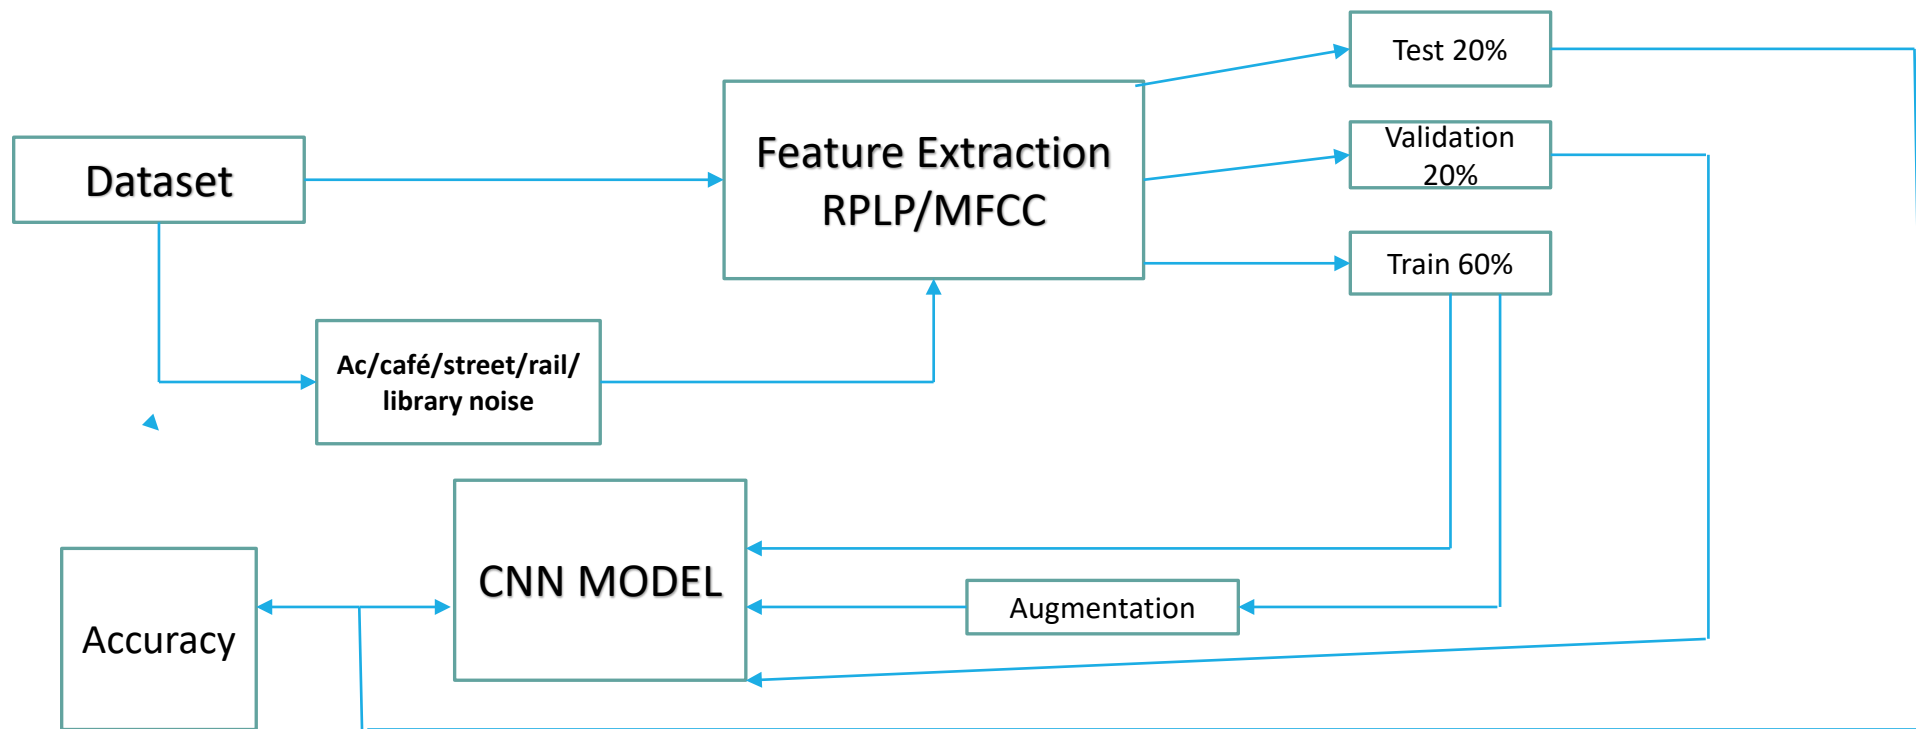 Test 20%
Dataset
Feature Extraction
RPLP/MFCC
Validation
20%
Train 60%
Ac/café/street/rail/
library noise
CNN MODEL
Augmentation
Accuracy